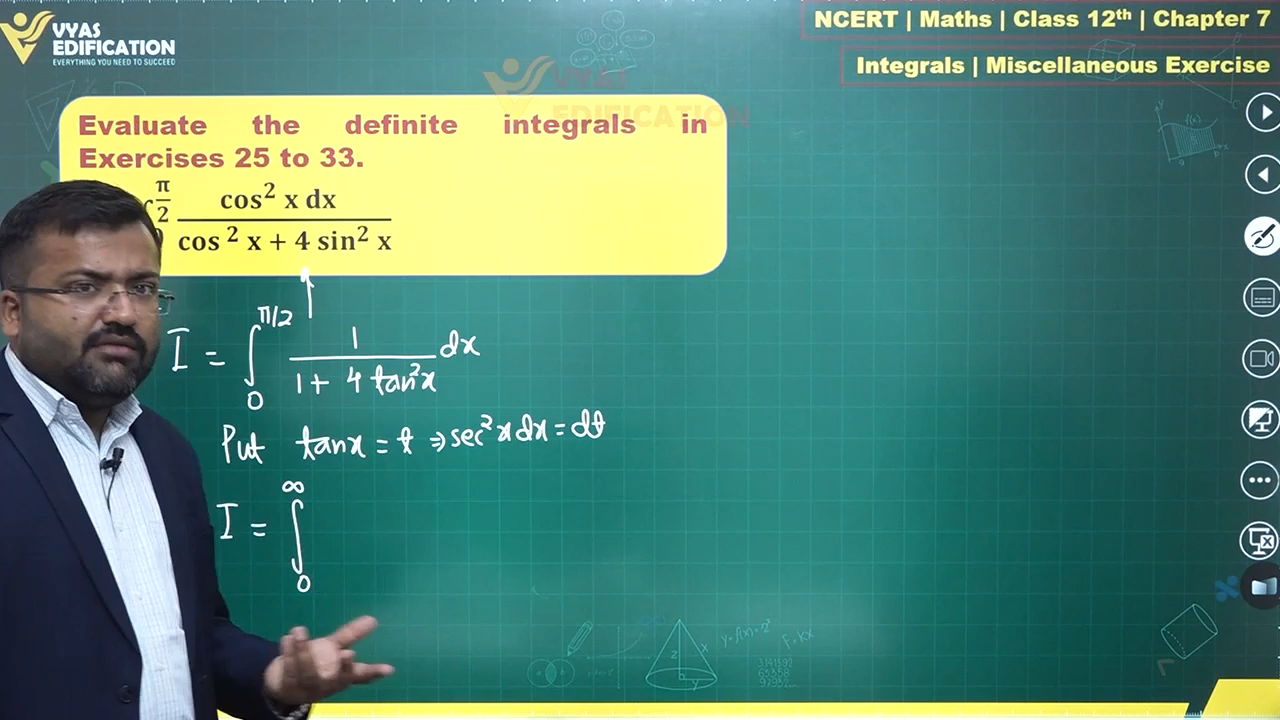 VYAS
EDIFICATION
EVERYTHING YOU NEED TO SUCCEED
NCERT | Maths | Class 12th | Chapter 7
Integrals | Miscellaneous Exercise
VYAS
EDIFICATION
Evaluate the definite integrals in
Exercises 25 to 33.
π/2 cos² x dx / cos² x + 4 sin² x
I = ∫₀^π/2 1 / (1 + 4 tan²x) dx
Put tanx = t ⇒ sec²x dx = dt
I = ∫₀^∞